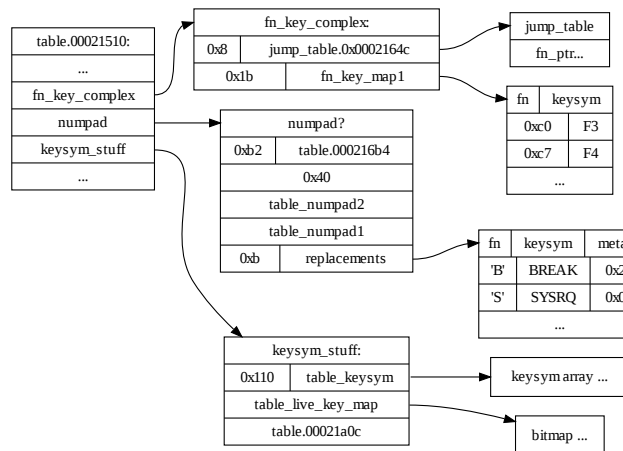 table.00021510:
...
fn_key_complex
numpad
keysym_stuff
...
fn_key_complex:
0x8 jump_table.0x0002164c
0x1b fn_key_map1
jump_table
fn_ptr...
fn keysym
0xc0 F3
0xc7 F4
...
numpad?
0xb2 table.000216b4
0x40
table_numpad2
table_numpad1
0xb replacements
fn keysym meta
'B' BREAK
'S' SYSRQ
...
keysym_stuff:
0x110 table_keysym
table_live_key_map
table.00021a0c
keysym array ...
bitmap ...